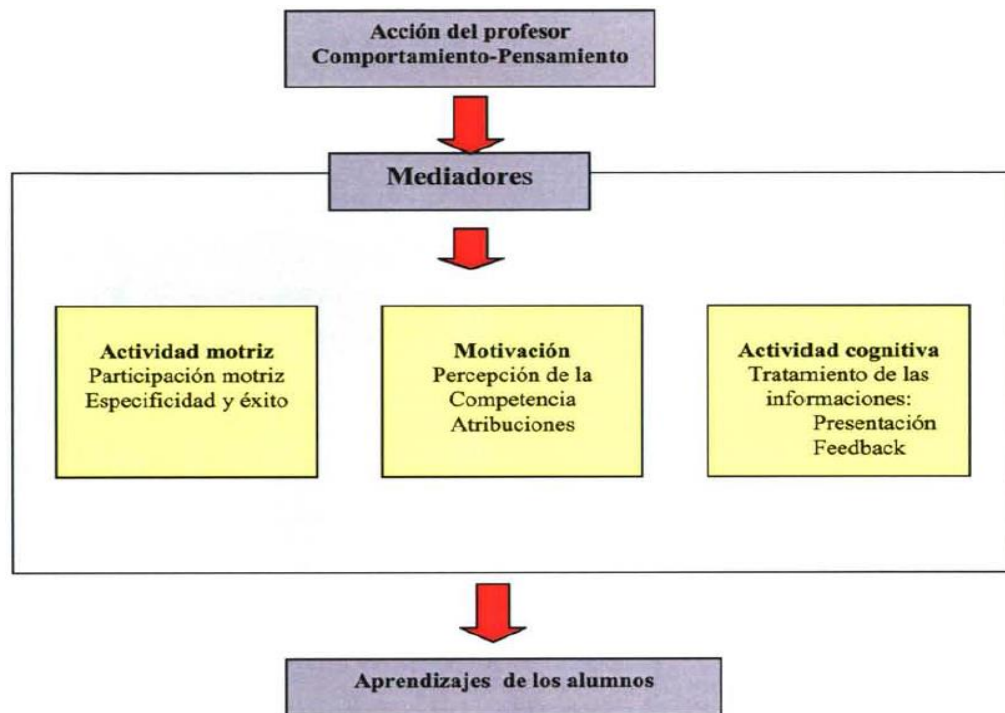 Acción del profesor
Comportamiento-Pensamiento
Mediadores
Actividad motriz
Participación motriz
Especificidad y éxito
Motivación
Percepción de la
Competencia
Atribuciones
Actividad cognitiva
Tratamiento de las
informaciones:
Presentación
Feedback
Aprendizajes de los alumnos